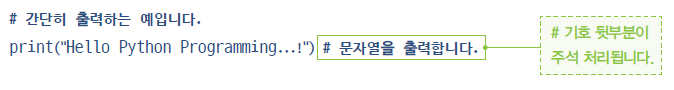 # 간단히 출력하는 예입니다.
print("Hello Python Programming...!") # 문자열을 출력합니다.
# 기호 뒷부분이
주석 처리됩니다.